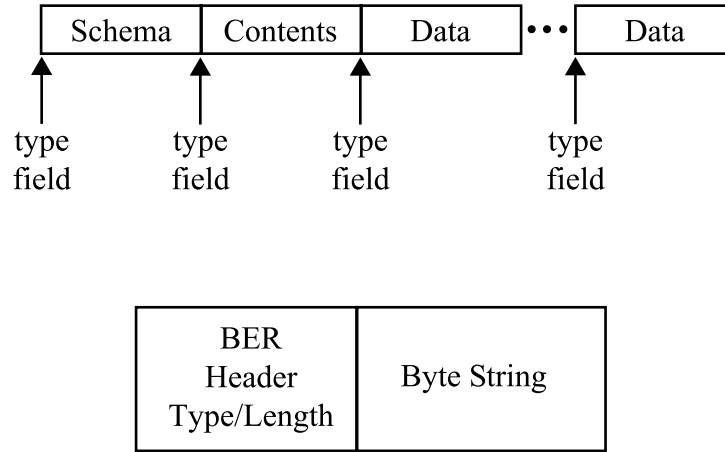 Schema Contents Data ••• Data
type type type type
field field field field
BER
Header
Type/Length
Byte String